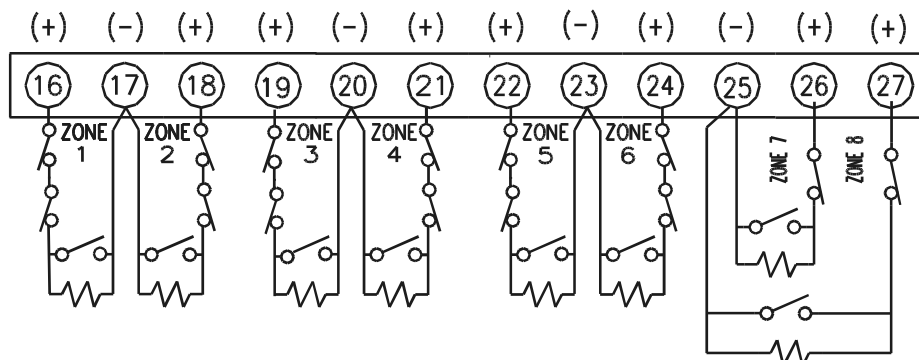 (+) (-) (+) (+) (-) (+) (+) (-) (+) (-) (+) (+)
16 17 18 19 20 21 22 23 24 25 26 27
ZONE 1
ZONE 2
ZONE 3
ZONE 4
ZONE 5
ZONE 6
ZONE 7
ZONE 8